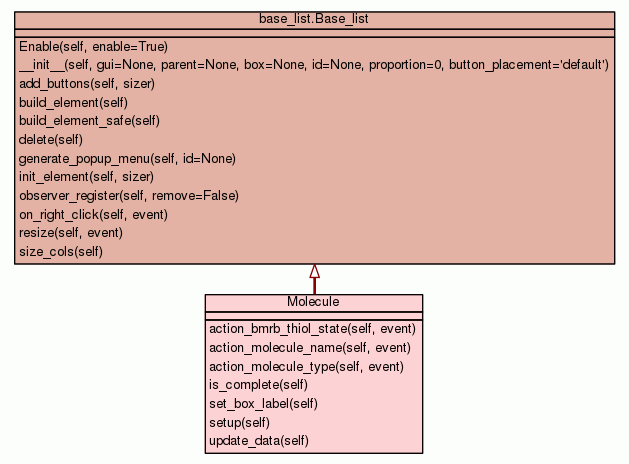 base_list.Base_list
Enable(self, enable=True)
__init__(self, gui=None, parent=None, box=None, id=None, proportion=0, button_placement='default')
add_buttons(self, sizer)
build_element(self)
build_element_safe(self)
delete(self)
generate_popup_menu(self, id=None)
init_element(self, sizer)
observer_register(self, remove=False)
on_right_click(self, event)
resize(self, event)
size_cols(self)
Molecule
action_bmrb_thiol_state(self, event)
action_molecule_name(self, event)
action_molecule_type(self, event)
is_complete(self)
set_box_label(self)
setup(self)
update_data(self)